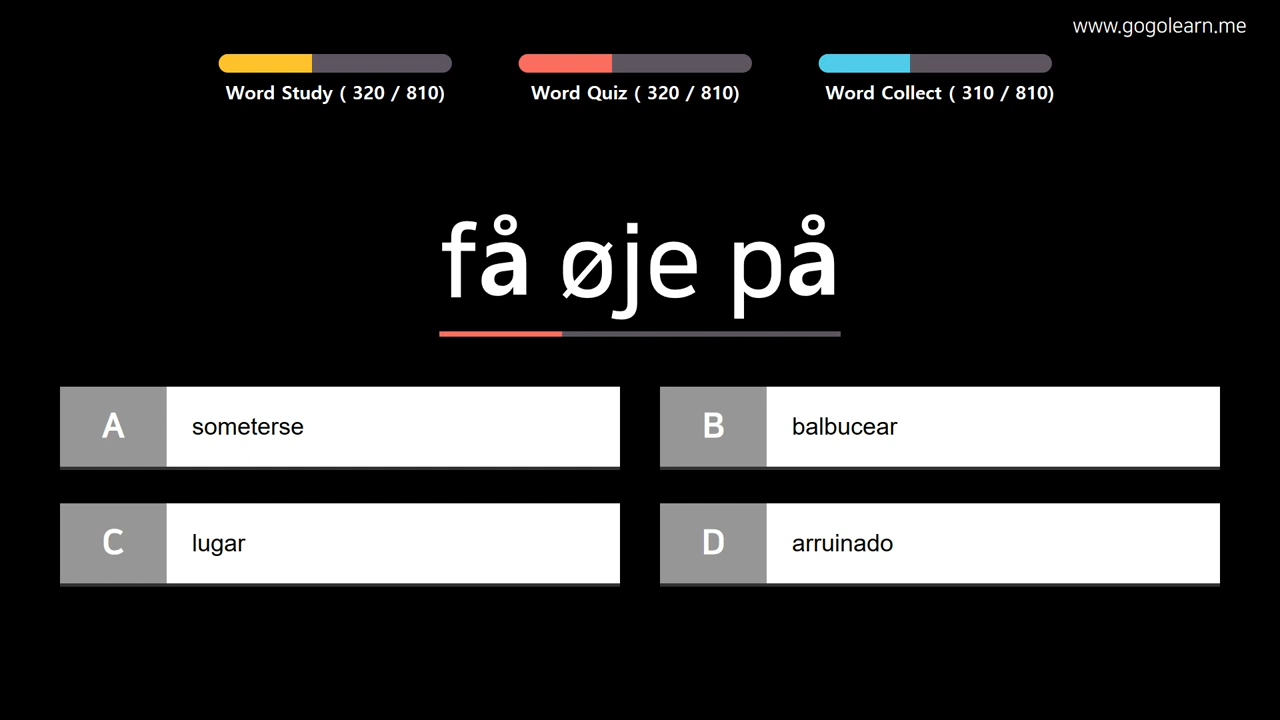 www.gogolearn.me
Word Study ( 320 / 810)
Word Quiz ( 320 / 810)
Word Collect ( 310 / 810)
få øje på
A
someterse
B
balbucear
C
lugar
D
arruinado